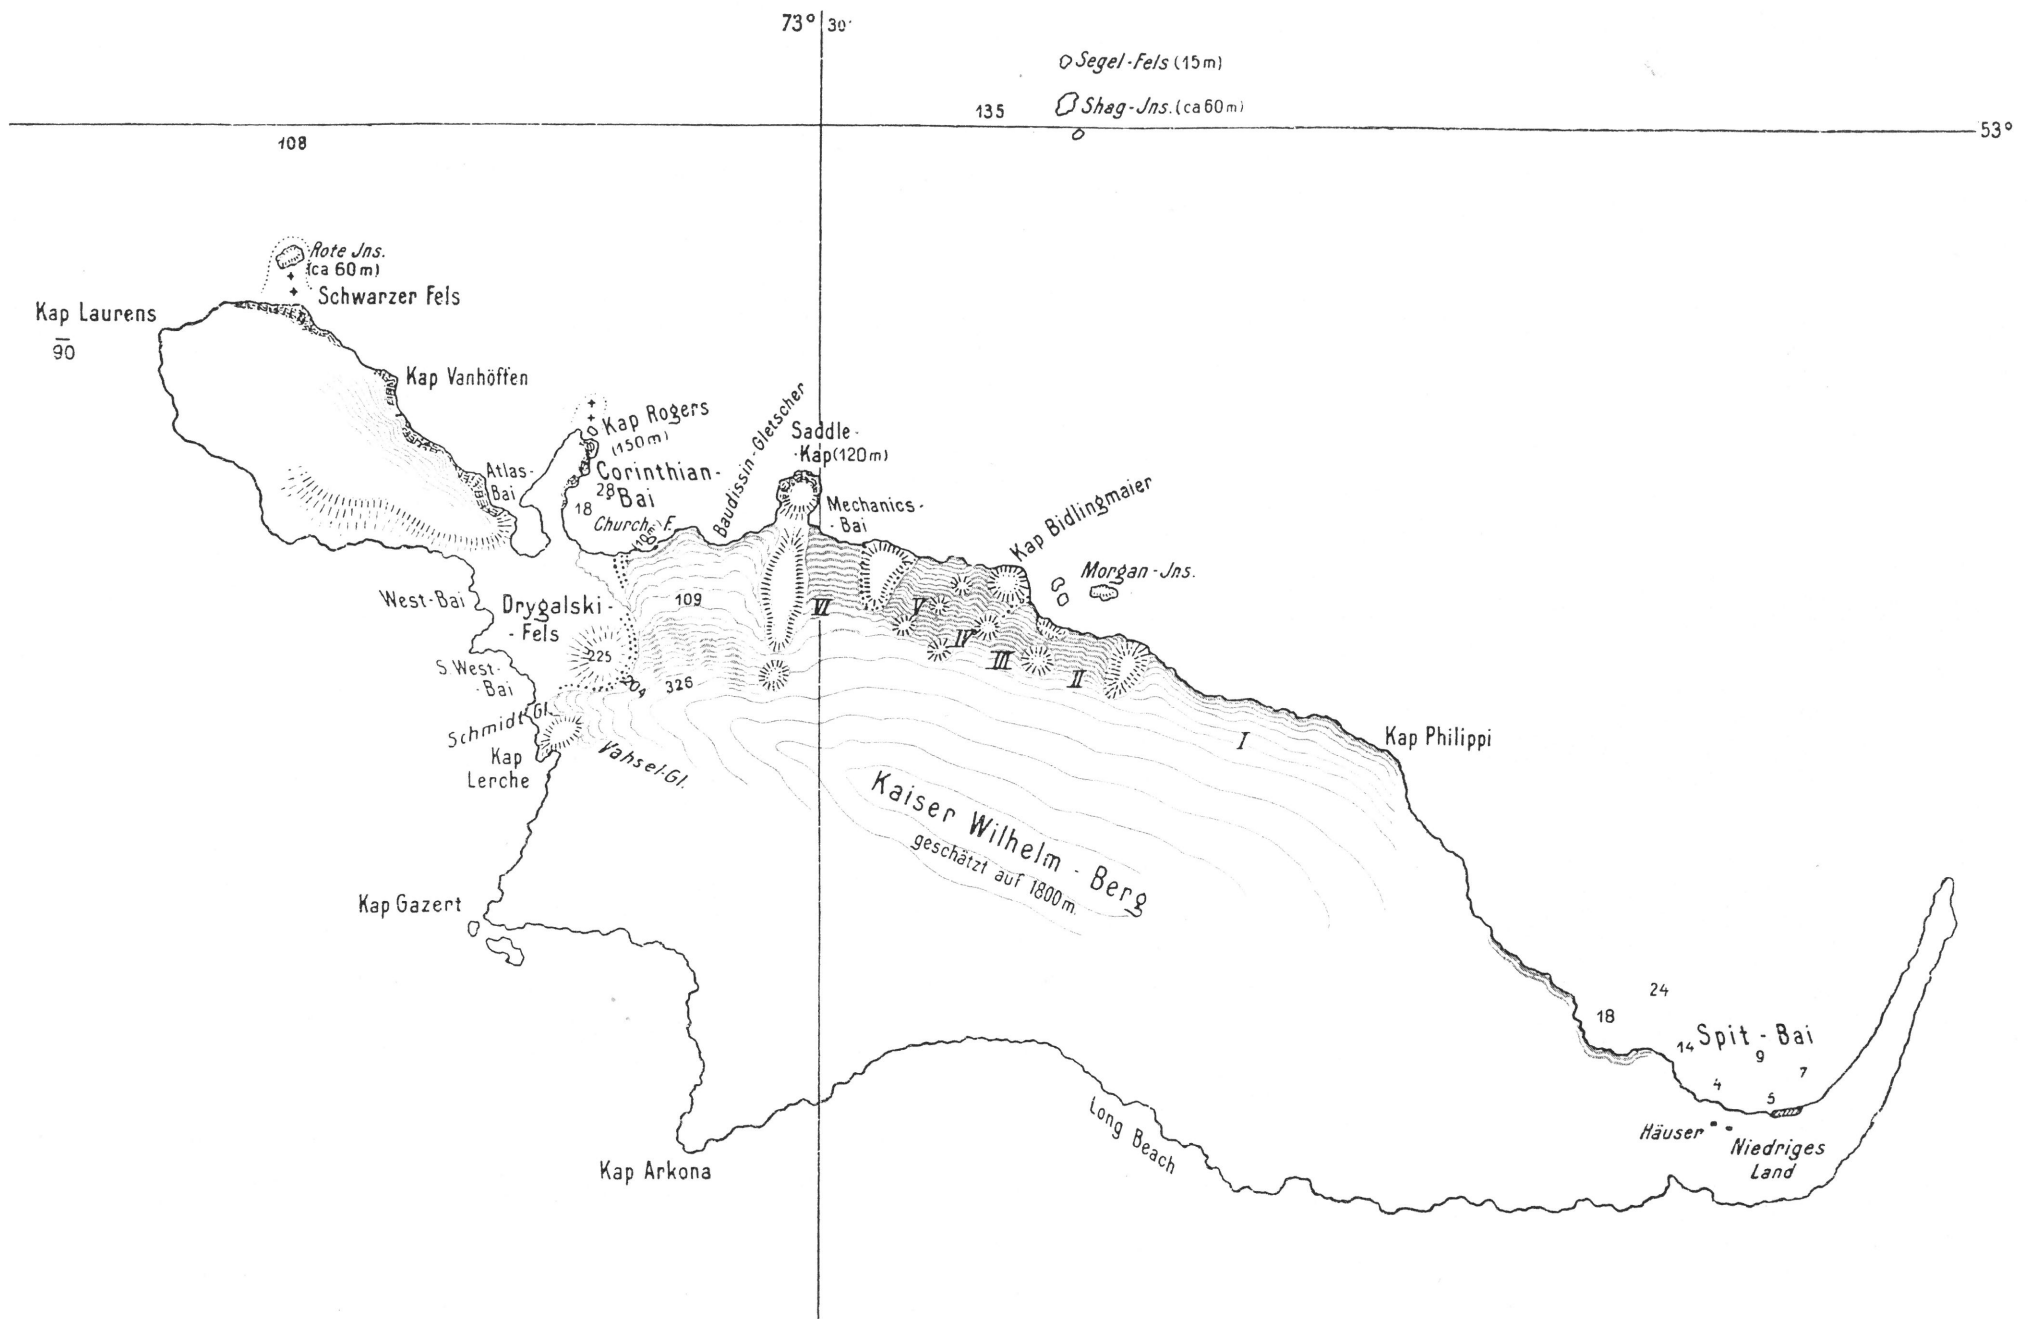 73° 30'
Segel-Fels (15m)
135
Shag-Jns. (ca 60m)
53°
108
Rote Jns.
(ca 60m)
Schwarzer Fels
Kap Laurens
90
Kap Vanhöffen
Kap Rogers
(150m)
Baudissin-Gletscher
Saddle-
-Kap (120m)
Atlas-
Bai
Corinthian-
28
Bai
18
Church F.
(18m)
Mechanics-
-Bai
Kap Bidlingmaier
Morgan-Jns.
West-Bai
Drygalski-
-Fels
109
VI
V
IV
III
II
I
225
204
326
S.West-
-Bai
Schmidt Gl.
Kap
Lerche
Vahsel-Gl.
Kap Philippi
Kaiser Wilhelm-Berg
geschätzt auf 1800m.
Kap Gazert
24
18
14
Spit-Bai
9
7
4
5
Häuser
Niedriges
Land
Long Beach
Kap Arkona